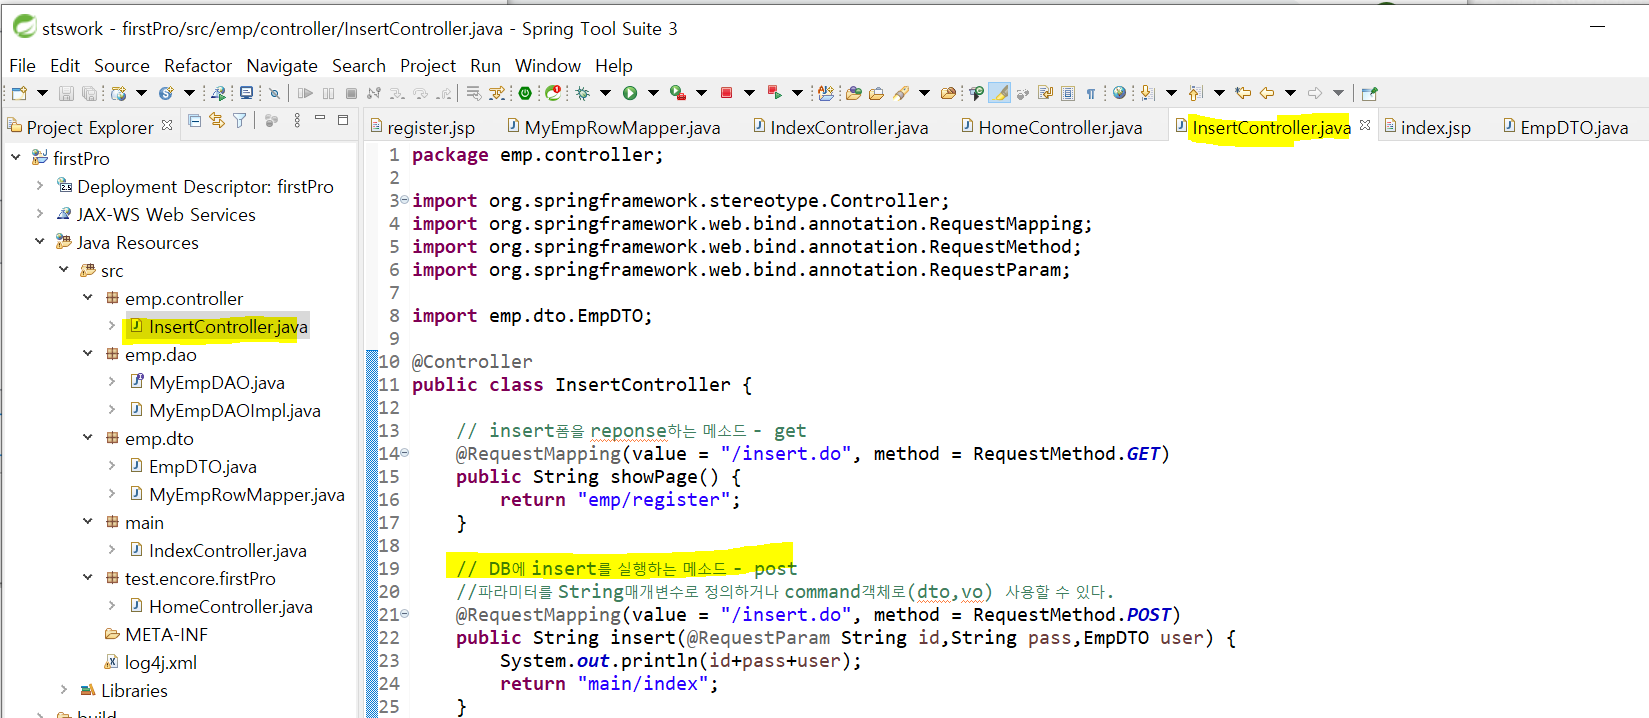 stswork - firstPro/src/emp/controller/InsertController.java - Spring Tool Suite 3
File Edit Source Refactor Navigate Search Project Run Window Help
Project Explorer
register.jsp MyEmpRowMapper.java IndexController.java HomeController.java InsertController.java index.jsp EmpDTO.java
firstPro
Deployment Descriptor: firstPro
JAX-WS Web Services
Java Resources
src
emp.controller
InsertController.java
emp.dao
MyEmpDAO.java
MyEmpDAOImpl.java
emp.dto
EmpDTO.java
MyEmpRowMapper.java
main
IndexController.java
test.encore.firstPro
HomeController.java
META-INF
log4j.xml
Libraries
build
1 package emp.controller;
2
3 import org.springframework.stereotype.Controller;
4 import org.springframework.web.bind.annotation.RequestMapping;
5 import org.springframework.web.bind.annotation.RequestMethod;
6 import org.springframework.web.bind.annotation.RequestParam;
7
8 import emp.dto.EmpDTO;
9
10 @Controller
11 public class InsertController {
12
13 // insert폼을 reponse하는 메소드 - get
14 @RequestMapping(value = "/insert.do", method = RequestMethod.GET)
15 public String showPage() {
16 return "emp/register";
17 }
18
19 // DB에 insert를 실행하는 메소드 - post
20 //파라미터를 String매개변수로 정의하거나 command객체로(dto,vo) 사용할 수 있다.
21 @RequestMapping(value = "/insert.do", method = RequestMethod.POST)
22 public String insert(@RequestParam String id,String pass,EmpDTO user) {
23 System.out.println(id+pass+user);
24 return "main/index";
25 }